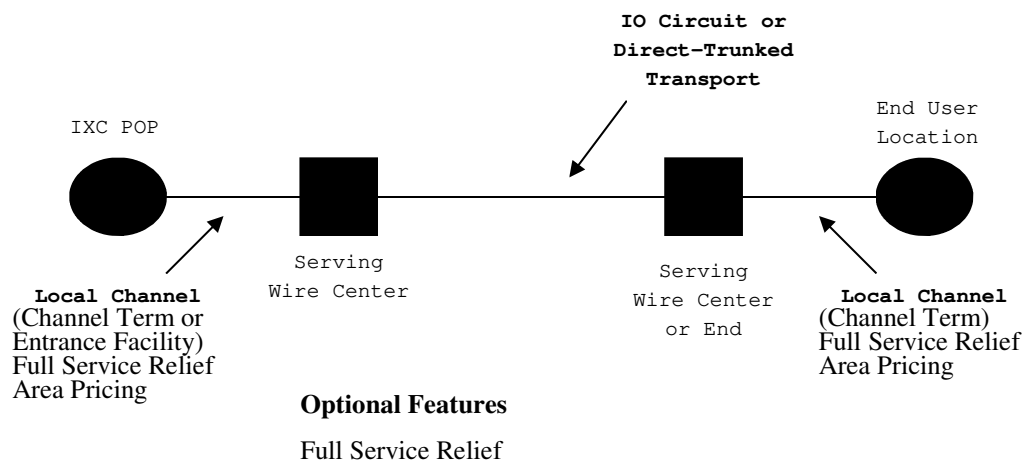 IO Circuit or
Direct-Trunked
Transport
IXC POP
End User
Location
Serving
Wire Center
Serving
Wire Center
or End
Local Channel
(Channel Term or
Entrance Facility)
Full Service Relief
Area Pricing
Local Channel
(Channel Term)
Full Service Relief
Area Pricing
Optional Features
Full Service Relief